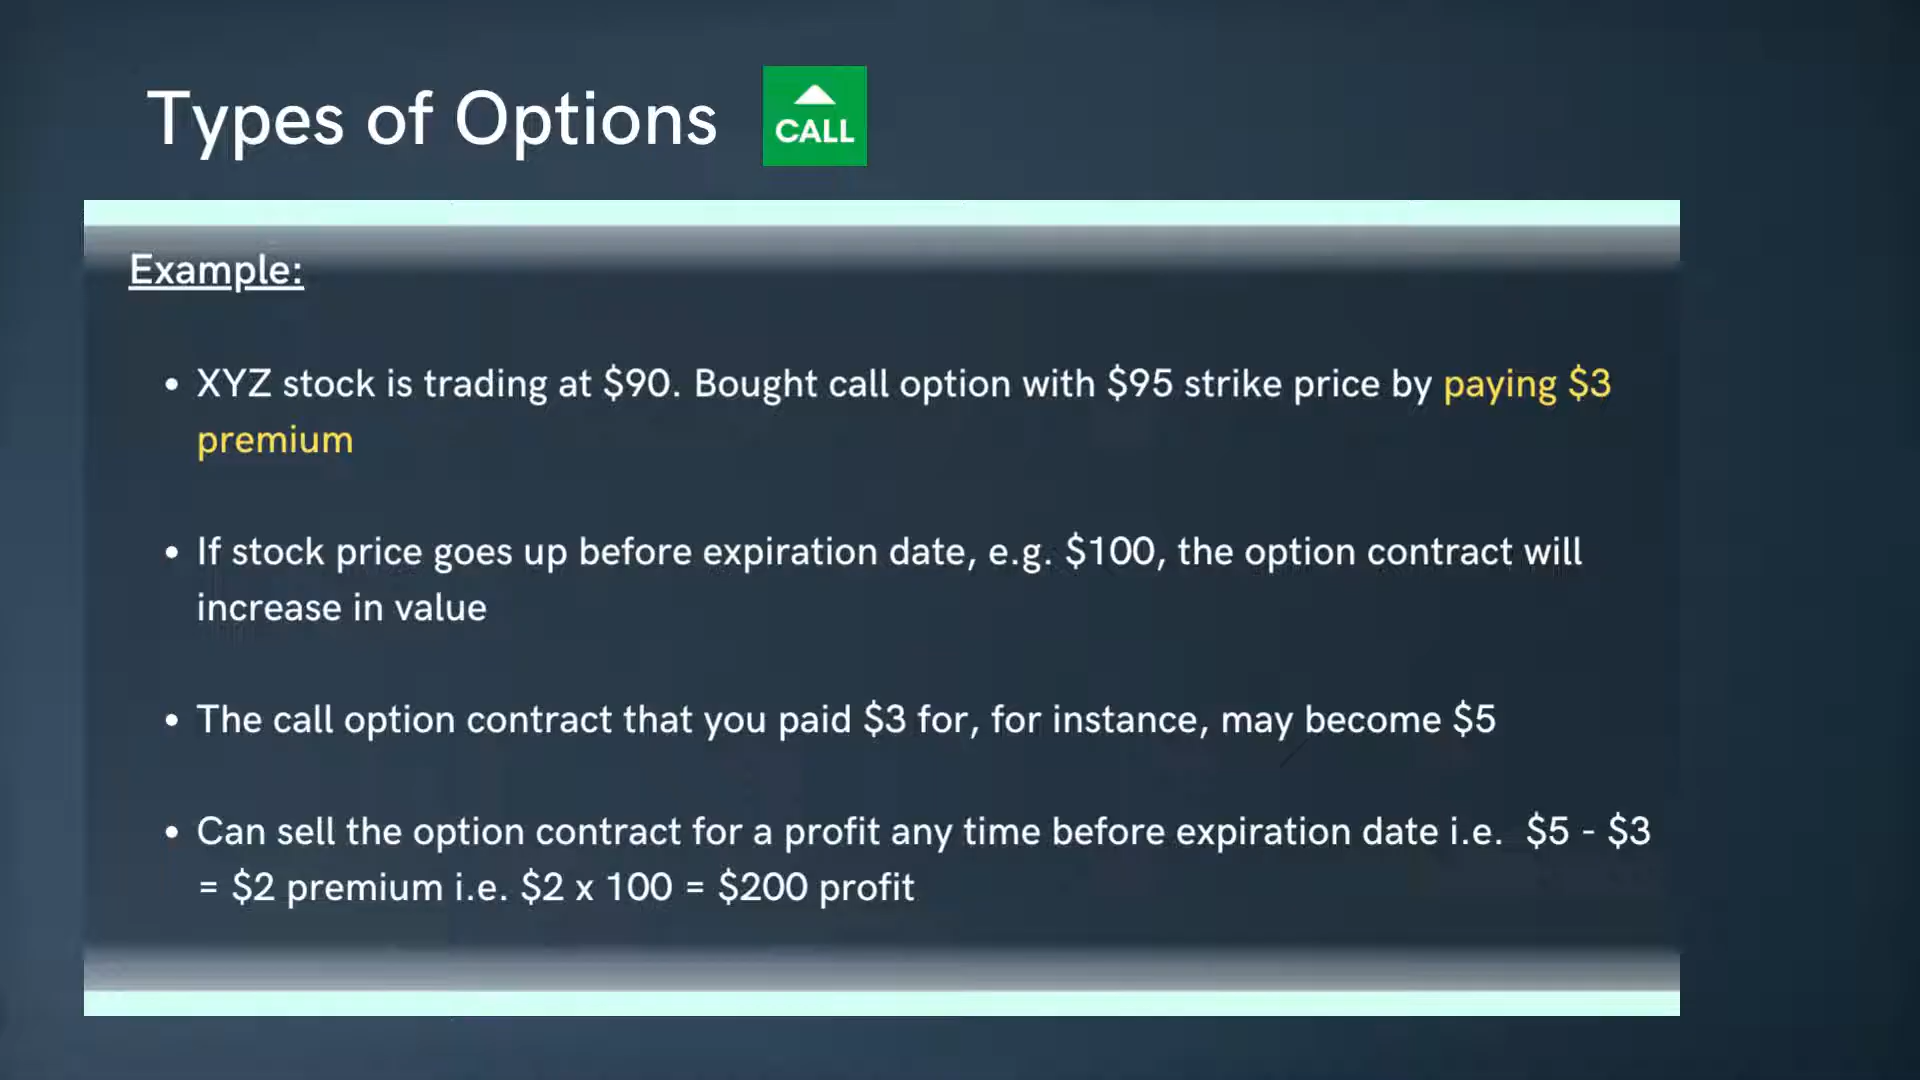 Types of Options
CALL
Example:
• XYZ stock is trading at $90. Bought call option with $95 strike price by paying $3
premium
• If stock price goes up before expiration date, e.g. $100, the option contract will
increase in value
• The call option contract that you paid $3 for, for instance, may become $5
• Can sell the option contract for a profit any time before expiration date i.e.  $5 - $3
= $2 premium i.e. $2 x 100 = $200 profit